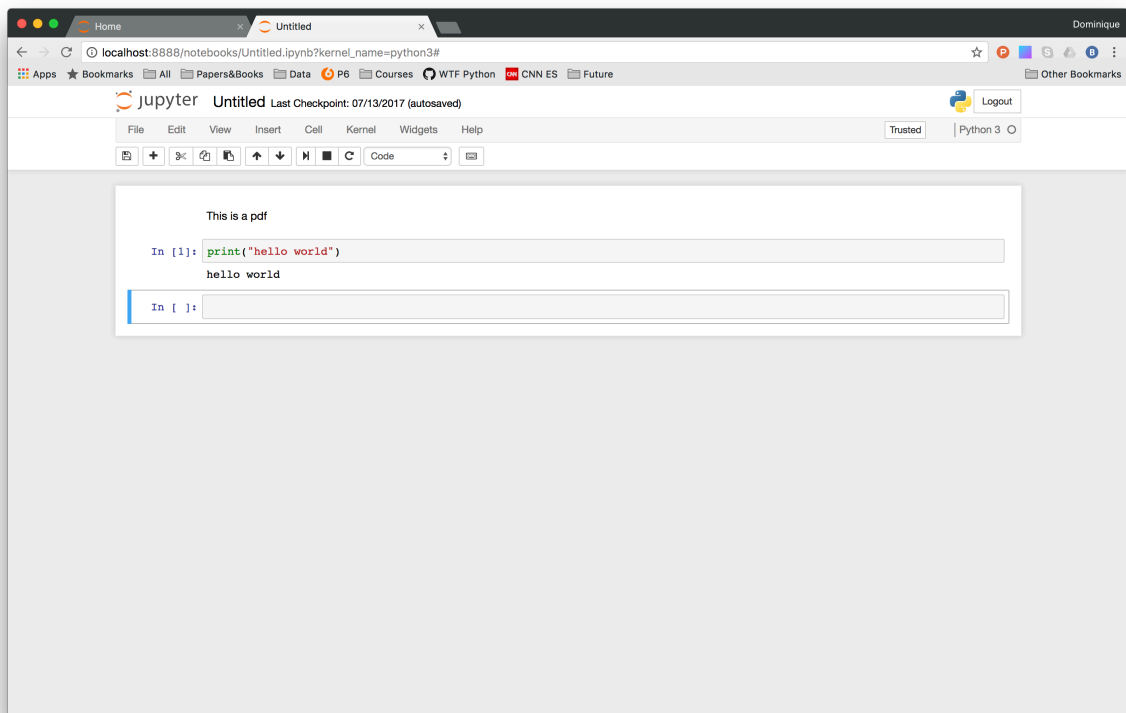 Home
Untitled
Dominique
localhost:8888/notebooks/Untitled.ipynb?kernel_name=python3#
Apps Bookmarks All Papers&Books Data P6 Courses WTF Python CNN CNN ES Future Other Bookmarks
jupyter Untitled Last Checkpoint: 07/13/2017 (autosaved) Logout
File Edit View Insert Cell Kernel Widgets Help Trusted Python 3
Code
This is a pdf
In [1]: print("hello world")
hello world
In [ ]: